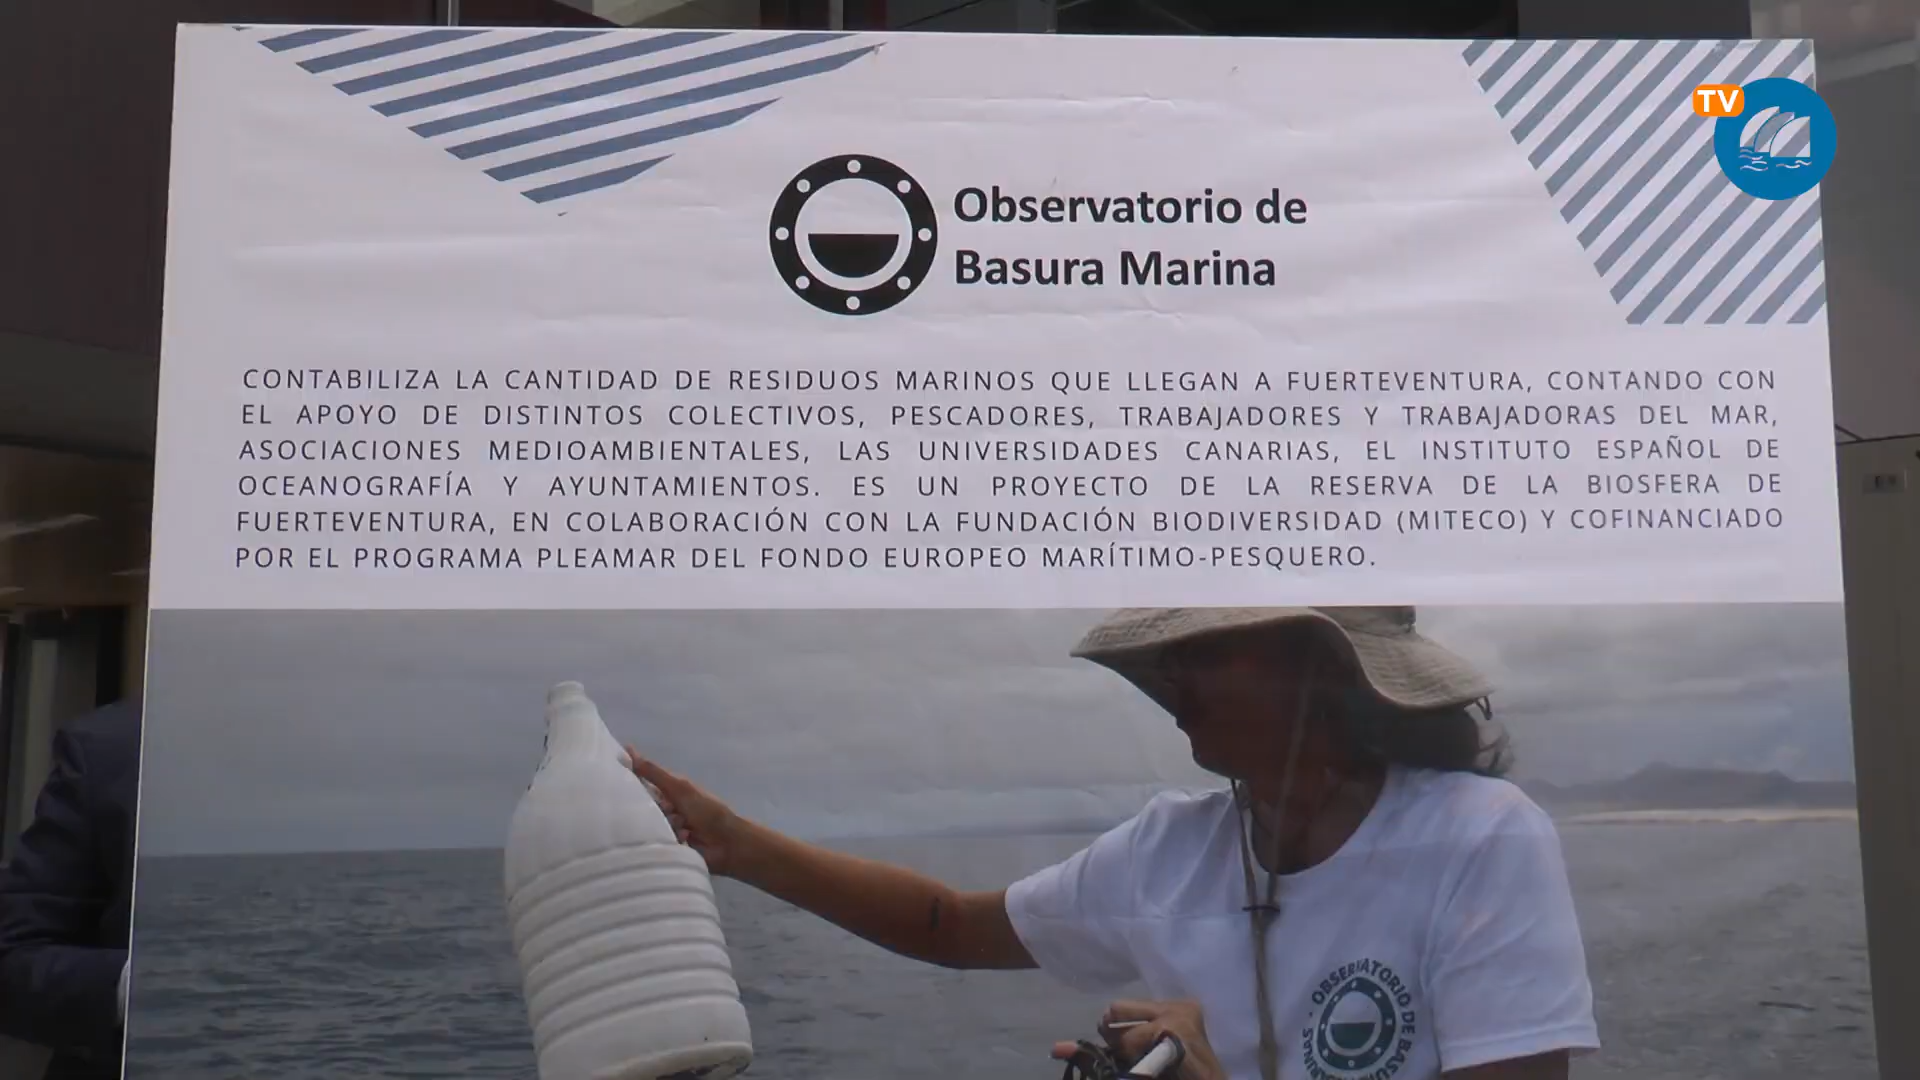 TV
Observatorio de
Basura Marina
CONTABILIZA LA CANTIDAD DE RESIDUOS MARINOS QUE LLEGAN A FUERTEVENTURA, CONTANDO CON
EL APOYO DE DISTINTOS COLECTIVOS, PESCADORES, TRABAJADORES Y TRABAJADORAS DEL MAR,
ASOCIACIONES MEDIOAMBIENTALES, LAS UNIVERSIDADES CANARIAS, EL INSTITUTO ESPAÑOL DE
OCEANOGRAFÍA Y AYUNTAMIENTOS. ES UN PROYECTO DE LA RESERVA DE LA BIOSFERA DE
FUERTEVENTURA, EN COLABORACIÓN CON LA FUNDACIÓN BIODIVERSIDAD (MITECO) Y COFINANCIADO
POR EL PROGRAMA PLEAMAR DEL FONDO EUROPEO MARÍTIMO-PESQUERO.
OBSERVATORIO DE